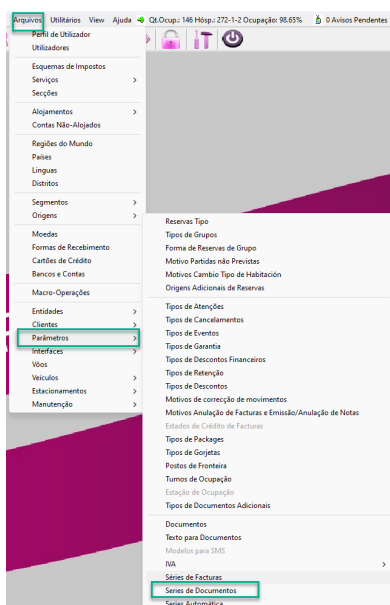 Arquivos Utilitários View Ajuda Qt.Ocup.: 146 Hósp.: 272-1-2 Ocupação: 98.65% 0 Avisos Pendentes
Perfil de Utilizador
Utilizadores
Esquemas de Impostos
Serviços
Secções
Alojamentos
Contas Não-Alojados
Regiões do Mundo
Países
Linguas
Distritos
Segmentos
Origens
Moedas
Formas de Recebimento
Cartões de Crédito
Bancos e Contas
Macro-Operações
Entidades
Clientes
Parâmetros
Interfaces
Vôos
Veículos
Estacionamentos
Manutenção
Reservas Tipo
Tipos de Grupos
Forma de Reservas de Grupo
Motivo Partidas não Previstas
Motivos Cambio Tipo de Habitación
Origens Adicionais de Reservas
Tipos de Atenções
Tipos de Cancelamentos
Tipos de Eventos
Tipos de Garantia
Tipos de Descontos Financeiros
Tipos de Retenção
Tipos de Descontos
Motivos de correcção de movimentos
Motivos Anulação de Facturas e Emissão/Anulação de Notas
Estados de Crédito de Facturas
Tipos de Packages
Tipos de Gorjetas
Postos de Fronteira
Turnos de Ocupação
Estação de Ocupação
Tipos de Documentos Adicionais
Documentos
Texto para Documentos
Modelos para SMS
IVA
Séries de Facturas
Series de Documentos
Series Automática